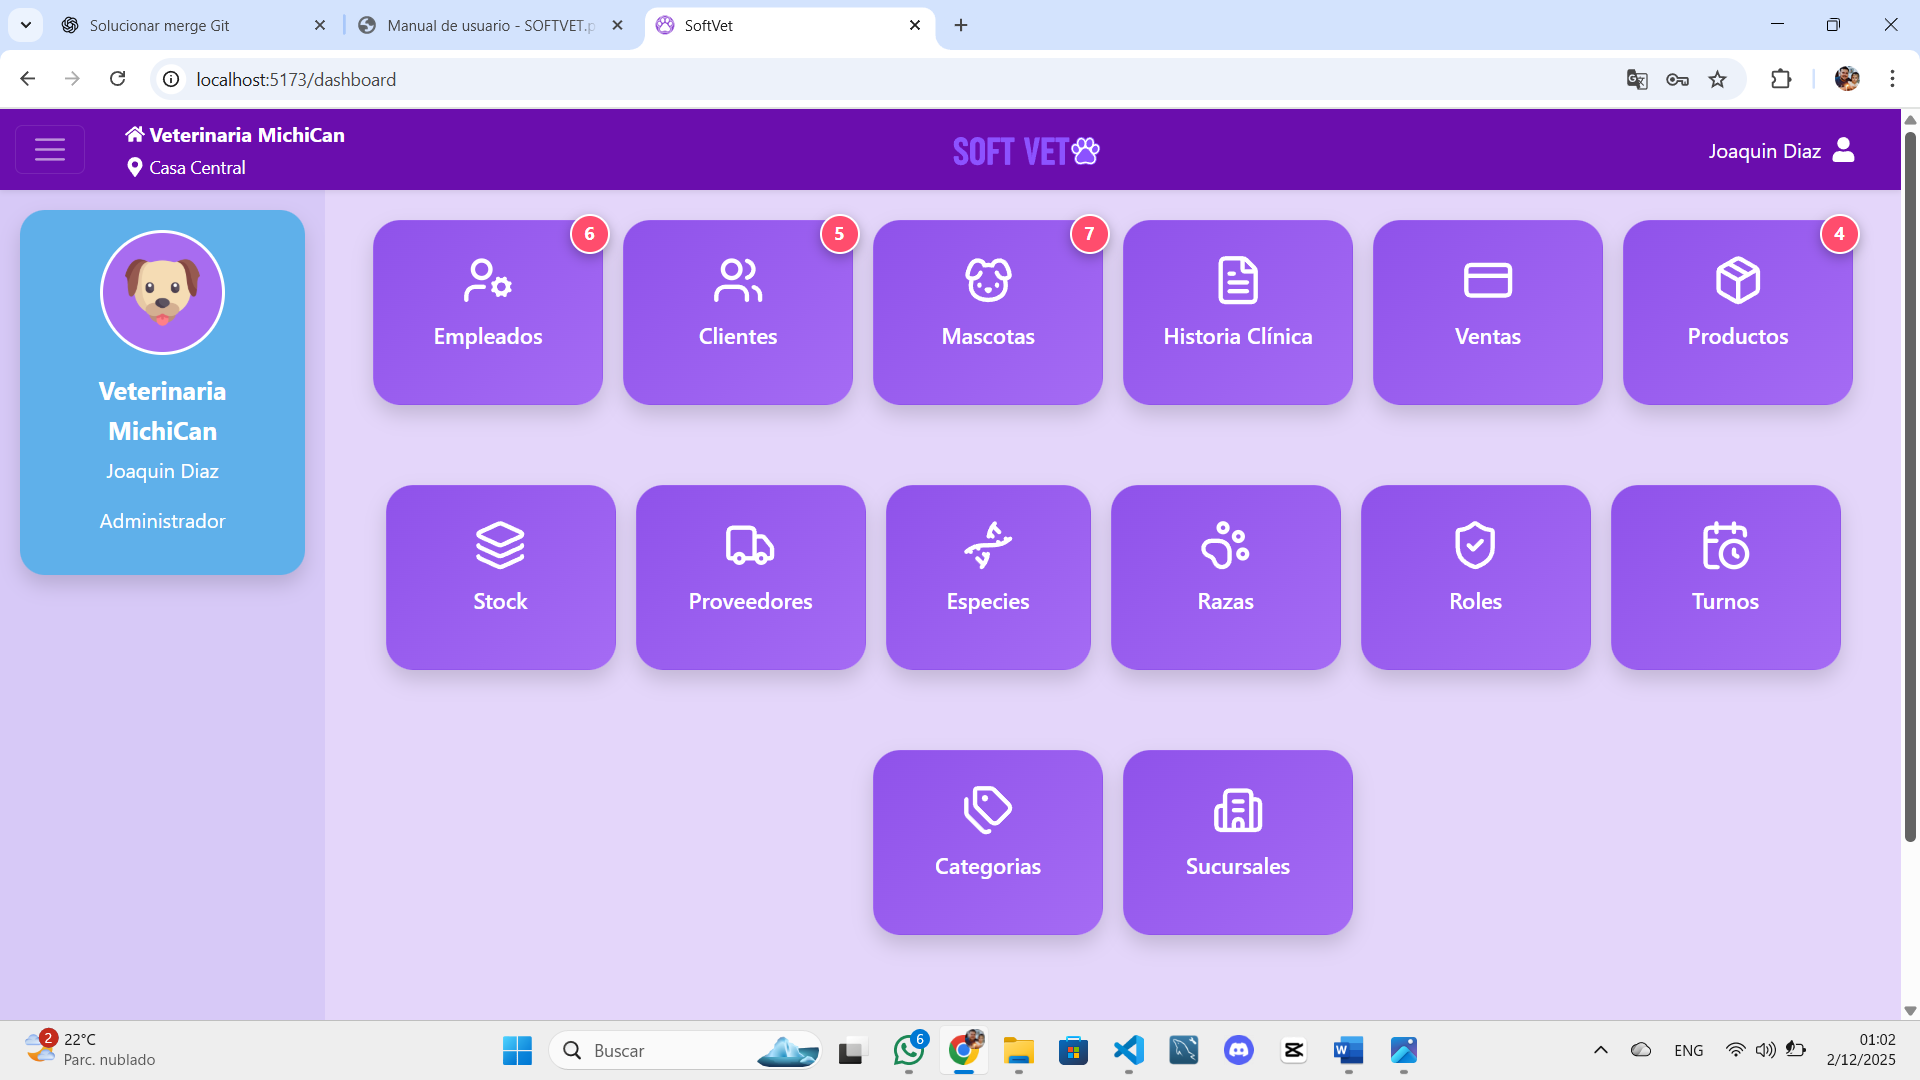 Solucionar merge Git
Manual de usuario - SOFTVET.p
SoftVet
localhost:5173/dashboard
Veterinaria MichiCan
Casa Central
SOFT VET
Joaquin Diaz
Veterinaria
MichiCan
Joaquin Diaz
Administrador
6
5
7
4
Empleados
Clientes
Mascotas
Historia Clínica
Ventas
Productos
Stock
Proveedores
Especies
Razas
Roles
Turnos
Categorias
Sucursales
2
22°C
Parc. nublado
Buscar
6
ENG
01:02
2/12/2025